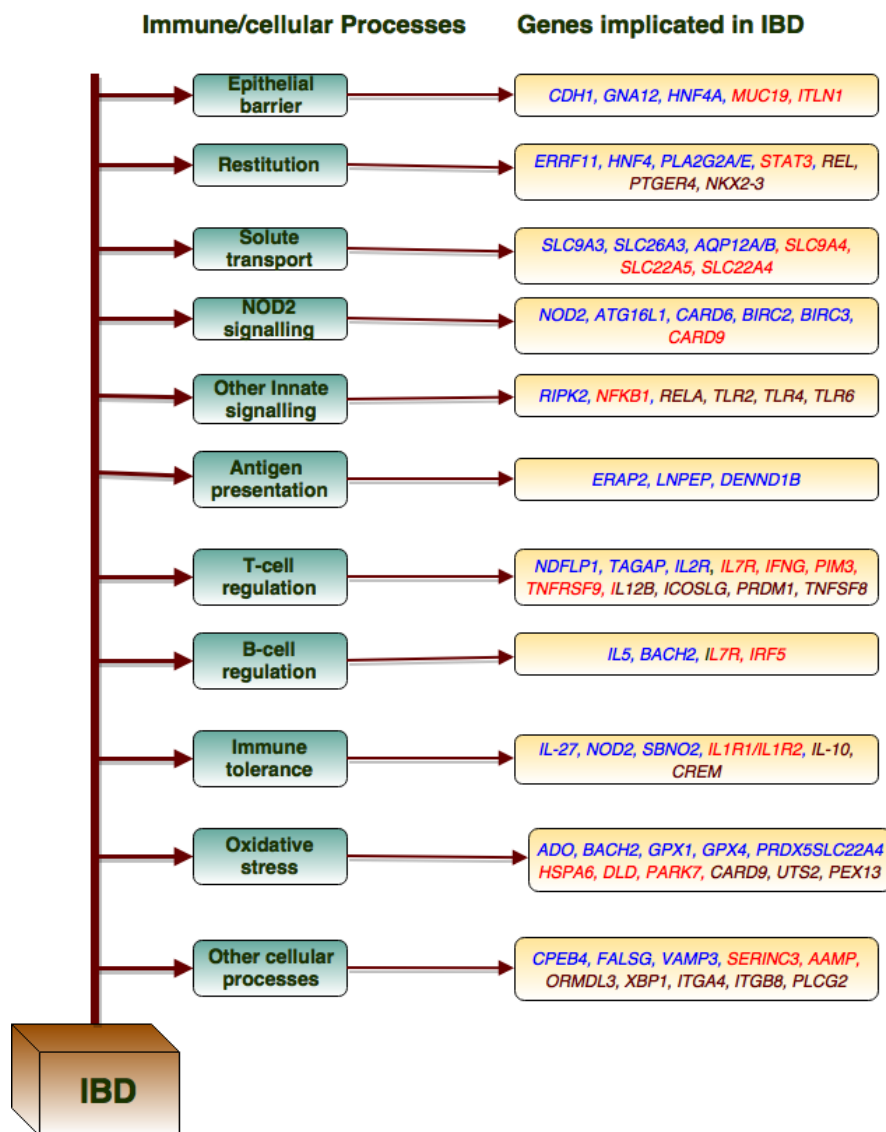 Immune/cellular Processes Genes implicated in IBD
Epithelial
barrier
CDH1, GNA12, HNF4A, MUC19, ITLN1
Restitution
ERRF11, HNF4, PLA2G2A/E, STAT3, REL,
PTGER4, NKX2-3
Solute
transport
SLC9A3, SLC26A3, AQP12A/B, SLC9A4,
SLC22A5, SLC22A4
NOD2
signalling
NOD2, ATG16L1, CARD6, BIRC2, BIRC3,
CARD9
Other Innate
signalling
RIPK2, NFKB1, RELA, TLR2, TLR4, TLR6
Antigen
presentation
ERAP2, LNPEP, DENND1B
T-cell
regulation
NDFLP1, TAGAP, IL2R, IL7R, IFNG, PIM3,
TNFRSF9, IL12B, ICOSLG, PRDM1, TNFSF8
B-cell
regulation
IL5, BACH2, IL7R, IRF5
Immune
tolerance
IL-27, NOD2, SBNO2, IL1R1/IL1R2, IL-10,
CREM
Oxidative
stress
ADO, BACH2, GPX1, GPX4, PRDX5SLC22A4
HSPA6, DLD, PARK7, CARD9, UTS2, PEX13
Other cellular
processes
CPEB4, FALSG, VAMP3, SERINC3, AAMP,
ORMDL3, XBP1, ITGA4, ITGB8, PLCG2
IBD